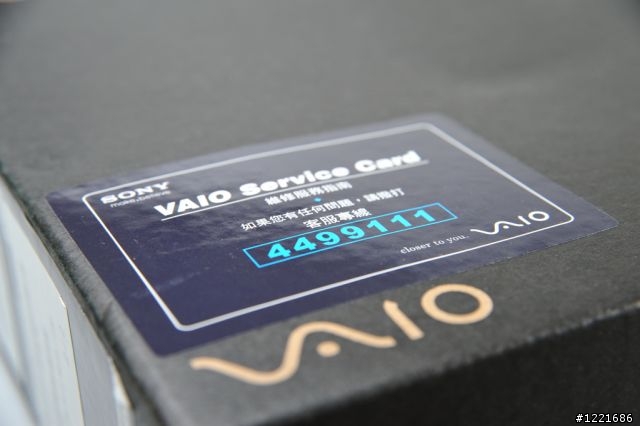 SONY
make.believe
VAIO Service Card
維修服務指南
如果您有任何問題，請撥打
客服專線
4499111
closer to you.
VAIO
VAIO
#1221686